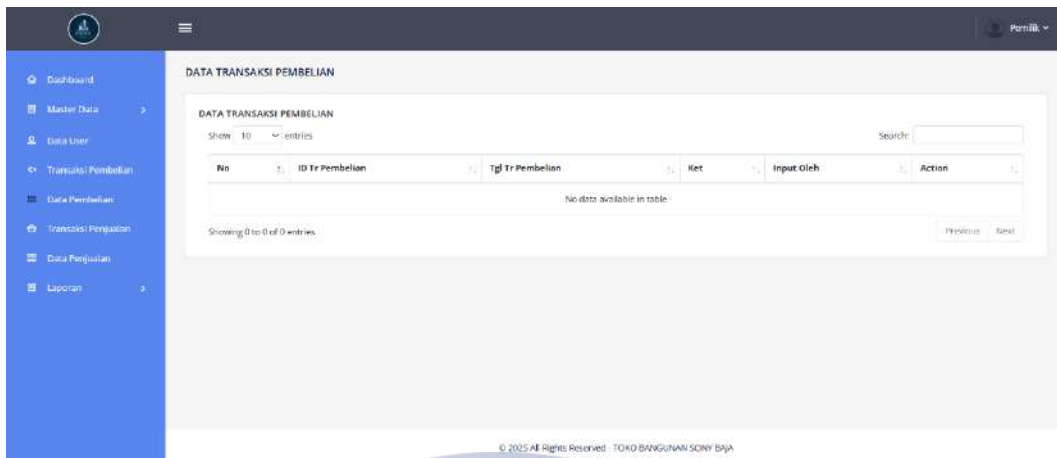 Pemilik
Dashboard
Master Data
Data User
Transaksi Pembelian
Data Pembelian
Transaksi Penjualan
Data Penjualan
Laporan
DATA TRANSAKSI PEMBELIAN
DATA TRANSAKSI PEMBELIAN
Show 10 entries
Search:
No ID Tr Pembelian Tgl Tr Pembelian Ket Input Oleh Action
No data available in table
Showing 0 to 0 of 0 entries
Previous Next
© 2025 All Rights Reserved - TOKO BANGUNAN SONY BAJA